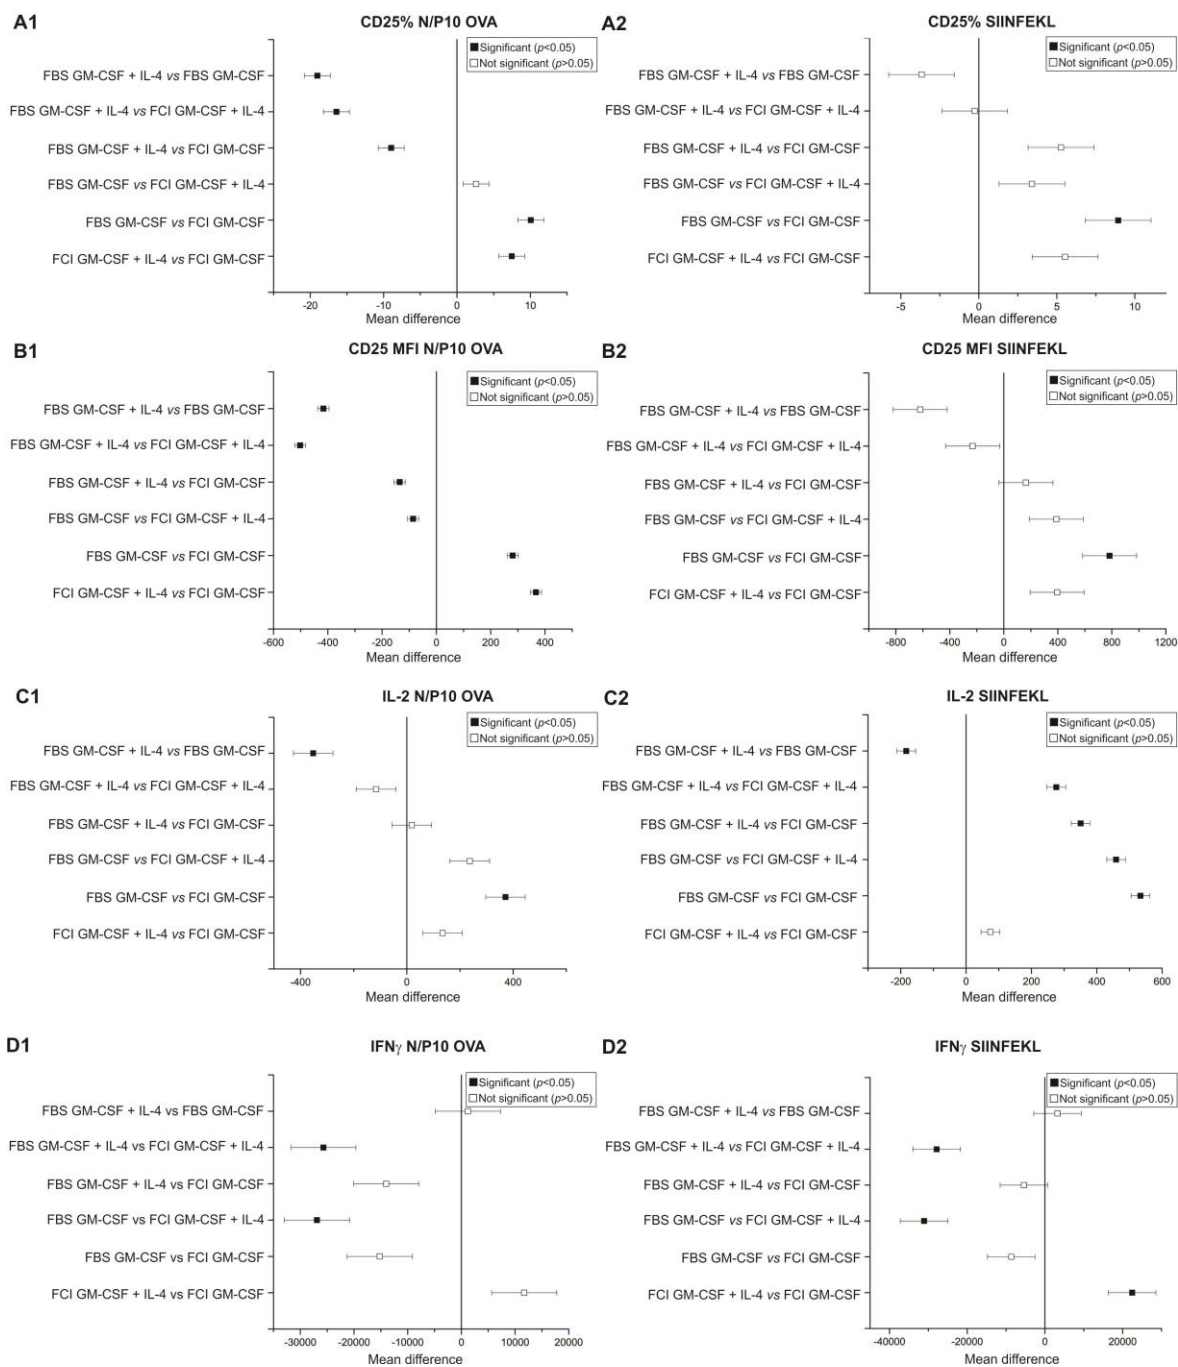 A1
CD25% N/P10 OVA
■ Significant (p<0.05)
□ Not significant (p>0.05)
FBS GM-CSF + IL-4 vs FBS GM-CSF
FBS GM-CSF + IL-4 vs FCI GM-CSF + IL-4
FBS GM-CSF + IL-4 vs FCI GM-CSF
FBS GM-CSF vs FCI GM-CSF + IL-4
FBS GM-CSF vs FCI GM-CSF
FCI GM-CSF + IL-4 vs FCI GM-CSF
-20 -10 0 10
Mean difference
A2
CD25% SIINFEKL
■ Significant (p<0.05)
□ Not significant (p>0.05)
FBS GM-CSF + IL-4 vs FBS GM-CSF
FBS GM-CSF + IL-4 vs FCI GM-CSF + IL-4
FBS GM-CSF + IL-4 vs FCI GM-CSF
FBS GM-CSF vs FCI GM-CSF + IL-4
FBS GM-CSF vs FCI GM-CSF
FCI GM-CSF + IL-4 vs FCI GM-CSF
-5 0 5 10
Mean difference
B1
CD25 MFI N/P10 OVA
■ Significant (p<0.05)
□ Not significant (p>0.05)
FBS GM-CSF + IL-4 vs FBS GM-CSF
FBS GM-CSF + IL-4 vs FCI GM-CSF + IL-4
FBS GM-CSF + IL-4 vs FCI GM-CSF
FBS GM-CSF vs FCI GM-CSF + IL-4
FBS GM-CSF vs FCI GM-CSF
FCI GM-CSF + IL-4 vs FCI GM-CSF
-600 -400 -200 0 200 400
Mean difference
B2
CD25 MFI SIINFEKL
■ Significant (p<0.05)
□ Not significant (p>0.05)
FBS GM-CSF + IL-4 vs FBS GM-CSF
FBS GM-CSF + IL-4 vs FCI GM-CSF + IL-4
FBS GM-CSF + IL-4 vs FCI GM-CSF
FBS GM-CSF vs FCI GM-CSF + IL-4
FBS GM-CSF vs FCI GM-CSF
FCI GM-CSF + IL-4 vs FCI GM-CSF
-800 -400 0 400 800 1200
Mean difference
C1
IL-2 N/P10 OVA
■ Significant (p<0.05)
□ Not significant (p>0.05)
FBS GM-CSF + IL-4 vs FBS GM-CSF
FBS GM-CSF + IL-4 vs FCI GM-CSF + IL-4
FBS GM-CSF + IL-4 vs FCI GM-CSF
FBS GM-CSF vs FCI GM-CSF + IL-4
FBS GM-CSF vs FCI GM-CSF
FCI GM-CSF + IL-4 vs FCI GM-CSF
-400 0 400
Mean difference
C2
IL-2 SIINFEKL
■ Significant (p<0.05)
□ Not significant (p>0.05)
FBS GM-CSF + IL-4 vs FBS GM-CSF
FBS GM-CSF + IL-4 vs FCI GM-CSF + IL-4
FBS GM-CSF + IL-4 vs FCI GM-CSF
FBS GM-CSF vs FCI GM-CSF + IL-4
FBS GM-CSF vs FCI GM-CSF
FCI GM-CSF + IL-4 vs FCI GM-CSF
-200 0 200 400 600
Mean difference
D1
IFNγ N/P10 OVA
■ Significant (p<0.05)
□ Not significant (p>0.05)
FBS GM-CSF + IL-4 vs FBS GM-CSF
FBS GM-CSF + IL-4 vs FCI GM-CSF + IL-4
FBS GM-CSF + IL-4 vs FCI GM-CSF
FBS GM-CSF vs FCI GM-CSF + IL-4
FBS GM-CSF vs FCI GM-CSF
FCI GM-CSF + IL-4 vs FCI GM-CSF
-30000 -20000 -10000 0 10000 20000
Mean difference
D2
IFNγ SIINFEKL
■ Significant (p<0.05)
□ Not significant (p>0.05)
FBS GM-CSF + IL-4 vs FBS GM-CSF
FBS GM-CSF + IL-4 vs FCI GM-CSF + IL-4
FBS GM-CSF + IL-4 vs FCI GM-CSF
FBS GM-CSF vs FCI GM-CSF + IL-4
FBS GM-CSF vs FCI GM-CSF
FCI GM-CSF + IL-4 vs FCI GM-CSF
-40000 -20000 0 20000
Mean difference